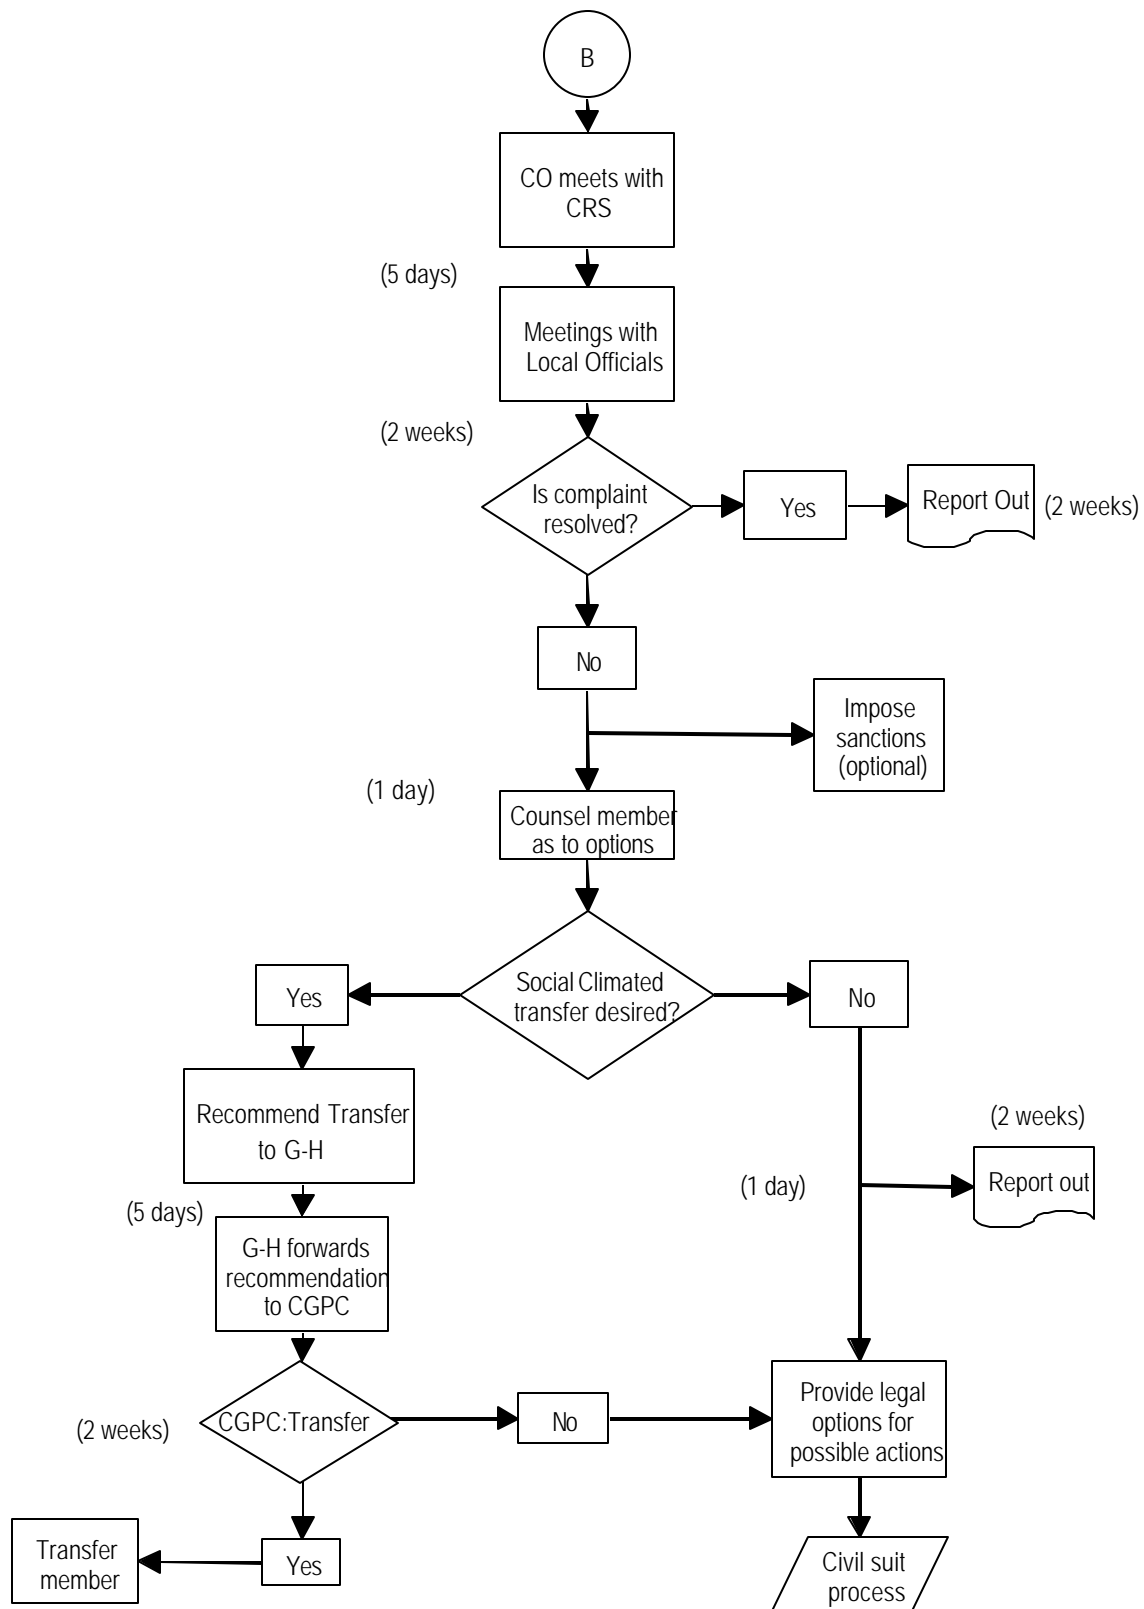 B
CO meets with
CRS
(5 days)
Meetings with
Local Officials
(2 weeks)
Is complaint
resolved?
Yes
Report Out
(2 weeks)
No
Impose
sanctions
(optional)
(1 day)
Counsel member
as to options
Social Climated
transfer desired?
Yes
No
Recommend Transfer
to G-H
(2 weeks)
(1 day)
Report out
(5 days)
G-H forwards
recommendation
to CGPC
CGPC:Transfer
(2 weeks)
No
Provide legal
options for
possible actions
Transfer
member
Yes
Civil suit
process